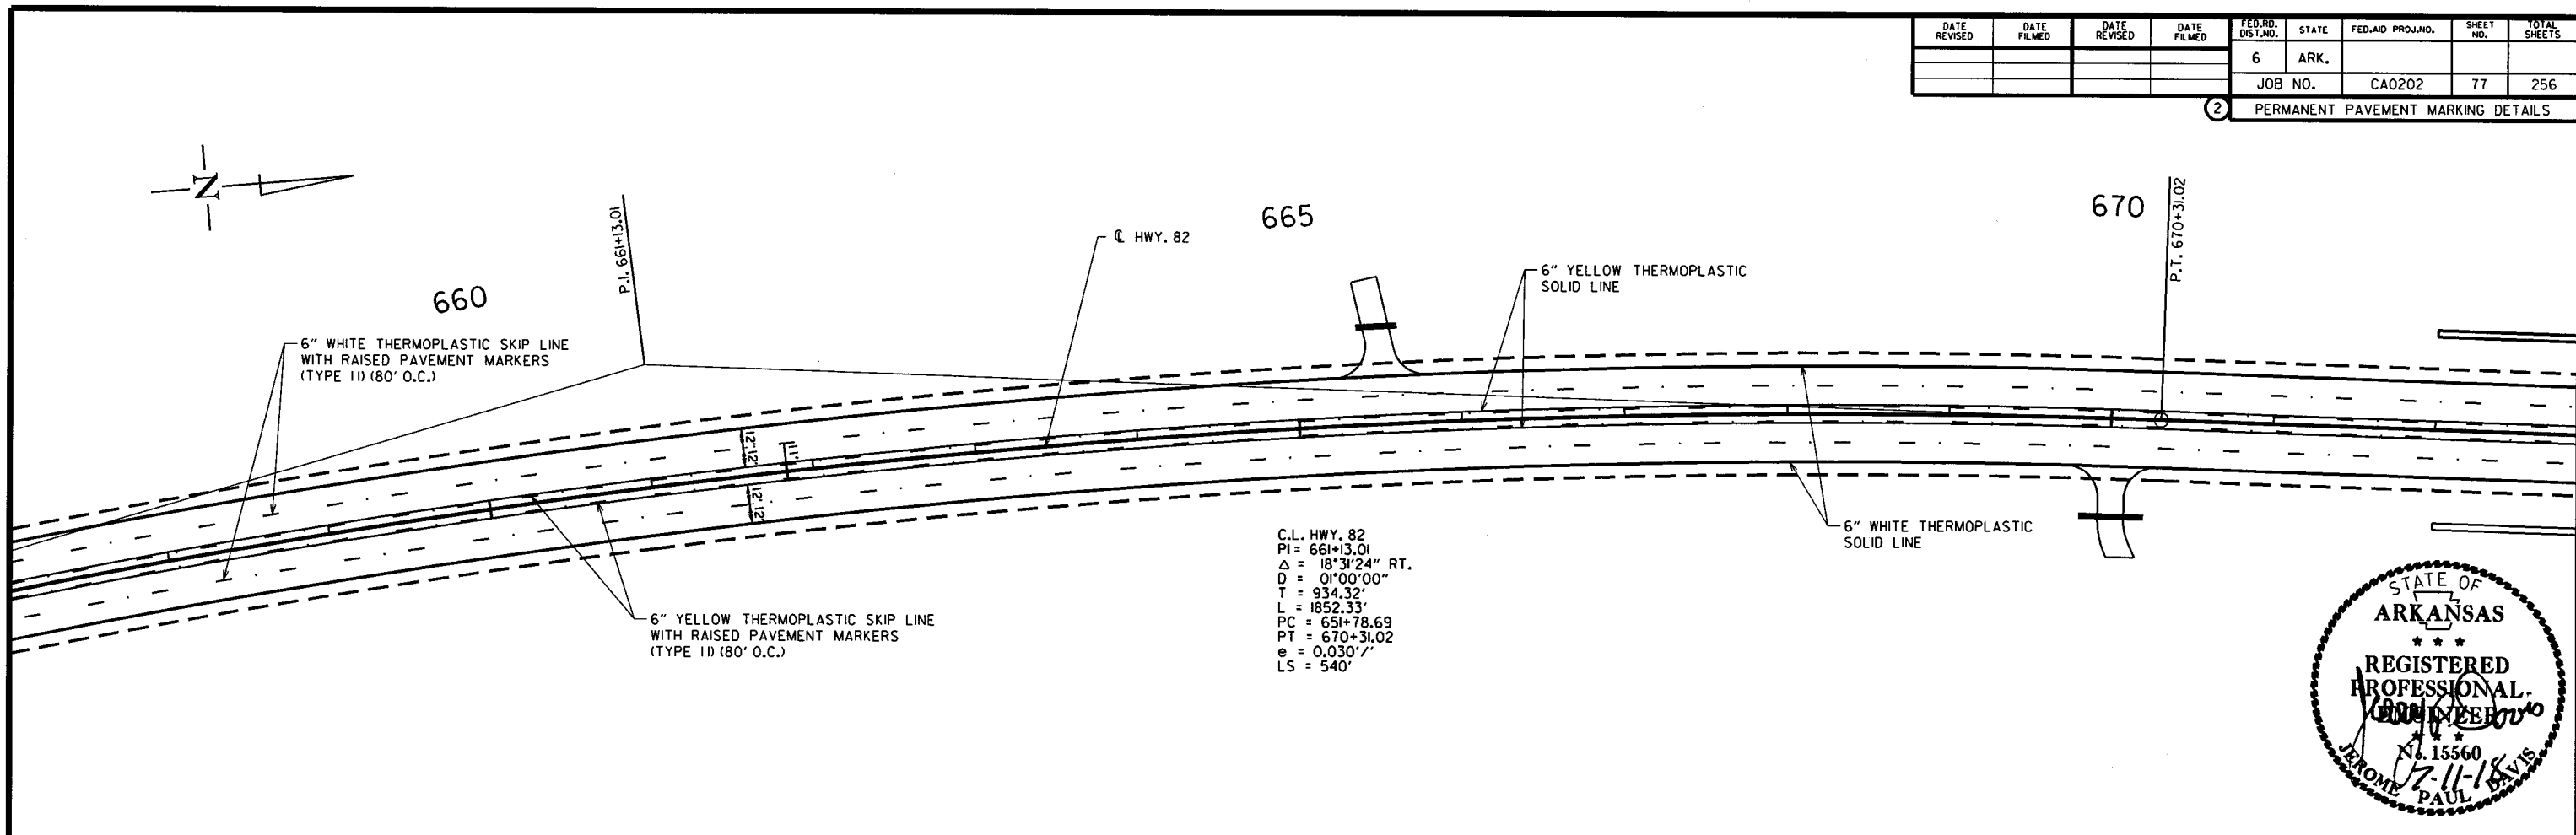 DATE REVISED
DATE FILMED
DATE REVISED
DATE FILMED
FED.RD. DIST.NO.
STATE
FED.AID PROJ.NO.
SHEET NO.
TOTAL SHEETS
6
ARK.
JOB NO.
CA0202
77
256
2
PERMANENT PAVEMENT MARKING DETAILS
N
660
P.I. 661+13.01
665
670
P.T. 670+31.02
℄ HWY. 82
6" WHITE THERMOPLASTIC SKIP LINE
WITH RAISED PAVEMENT MARKERS
(TYPE II) (80' O.C.)
6" YELLOW THERMOPLASTIC
SOLID LINE
12' 12'
11'
12' 12'
6" YELLOW THERMOPLASTIC SKIP LINE
WITH RAISED PAVEMENT MARKERS
(TYPE II) (80' O.C.)
6" WHITE THERMOPLASTIC
SOLID LINE
C.L. HWY. 82
PI = 661+13.01
Δ = 18°31'24" RT.
D = 01°00'00"
T = 934.32'
L = 1852.33'
PC = 651+78.69
PT = 670+31.02
e = 0.030'/'
LS = 540'
STATE OF
ARKANSAS
★ ★ ★
REGISTERED
PROFESSIONAL
ENGINEER
★ ★ ★
No. 15560
JEROME PAUL DAVIS